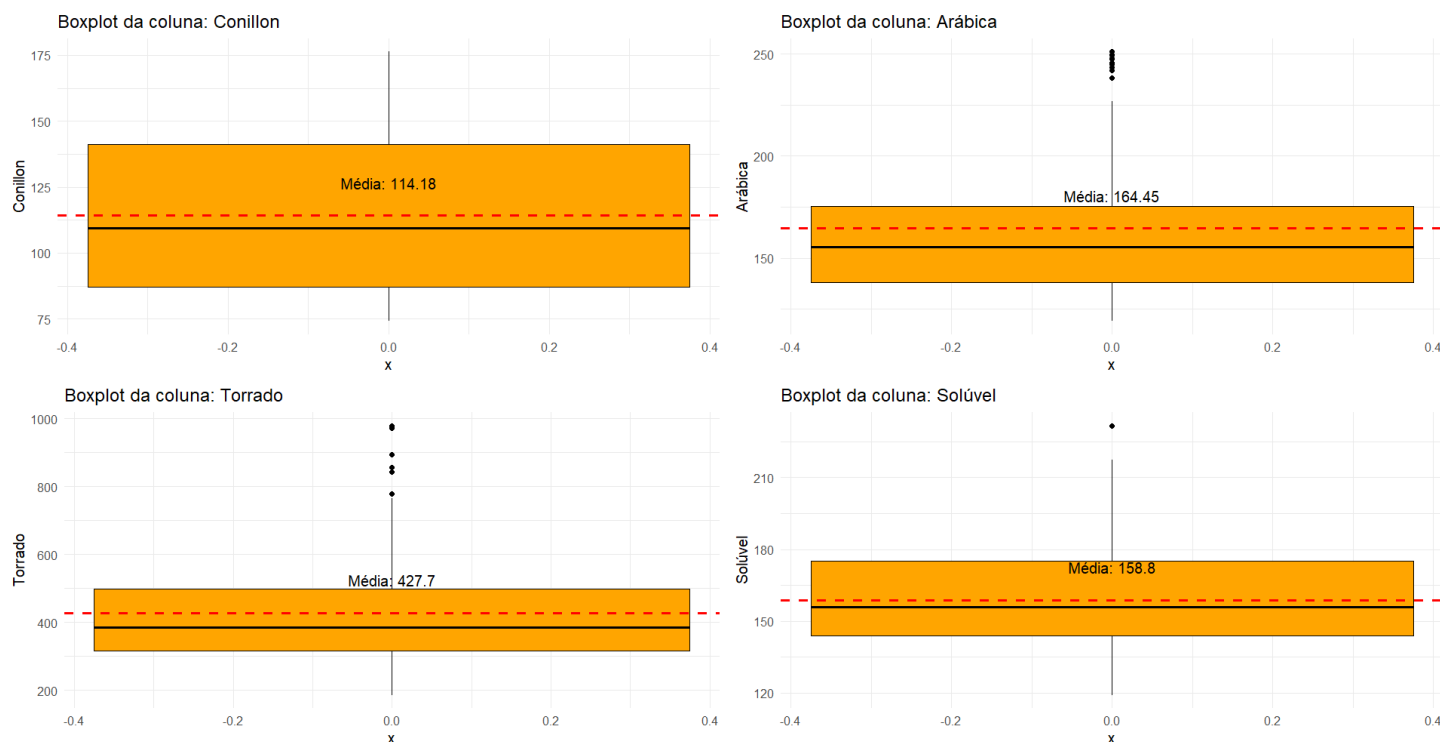 Boxplot da coluna: Conillon
Conillon
175
150
125
100
75
Média: 114.18
-0.4
-0.2
0.0
0.2
0.4
x
Boxplot da coluna: Arábica
Arábica
250
200
150
Média: 164.45
-0.4
-0.2
0.0
0.2
0.4
x
Boxplot da coluna: Torrado
Torrado
1000
800
600
400
200
Média: 427.7
-0.4
-0.2
0.0
0.2
0.4
x
Boxplot da coluna: Solúvel
Solúvel
210
180
150
120
Média: 158.8
-0.4
-0.2
0.0
0.2
0.4
x